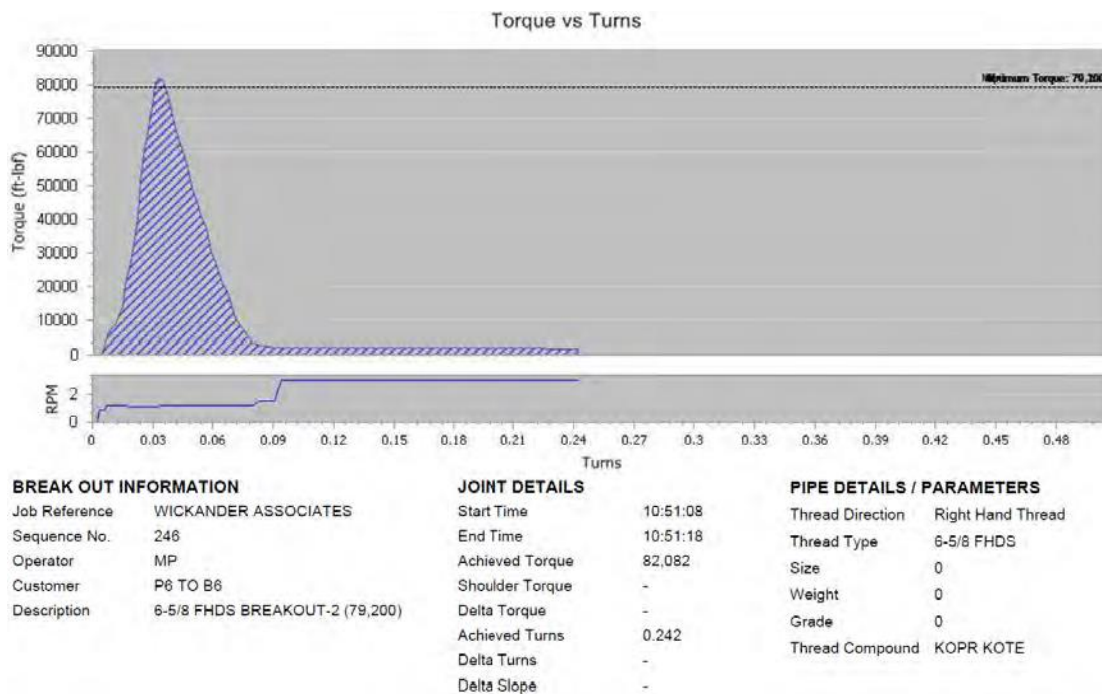 Torque vs Turns
90000
80000
70000
60000
50000
40000
30000
20000
10000
0
Torque (ft-lbf)
Torque: 79,200
2
0
RPM
0 0.03 0.06 0.09 0.12 0.15 0.18 0.21 0.24 0.27 0.3 0.33 0.36 0.39 0.42 0.45 0.48
Turns
BREAK OUT INFORMATION
Job Reference WICKANDER ASSOCIATES
Sequence No. 246
Operator MP
Customer P6 TO B6
Description 6-5/8 FHDS BREAKOUT-2 (79,200)
JOINT DETAILS
Start Time 10:51:08
End Time 10:51:18
Achieved Torque 82,082
Shoulder Torque -
Delta Torque -
Achieved Turns 0.242
Delta Turns -
Delta Slope -
PIPE DETAILS / PARAMETERS
Thread Direction Right Hand Thread
Thread Type 6-5/8 FHDS
Size 0
Weight 0
Grade 0
Thread Compound KOPR KOTE